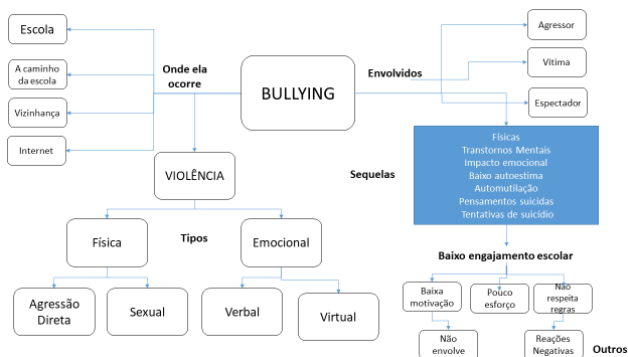 Escola
A caminho
da escola
Vizinhança
Internet
Onde ela
ocorre
BULLYING
Envolvidos
Agressor
Vítima
Espectador
VIOLÊNCIA
Tipos
Física
Emocional
Agressão
Direta
Sexual
Verbal
Virtual
Sequelas
Físicas
Transtornos Mentais
Impacto emocional
Baixo autoestima
Automutilação
Pensamentos suicidas
Tentativas de suicídio
Baixo engajamento escolar
Baixa
motivação
Pouco
esforço
Não
respeita
regras
Não
envolve
Reações
Negativas
Outros